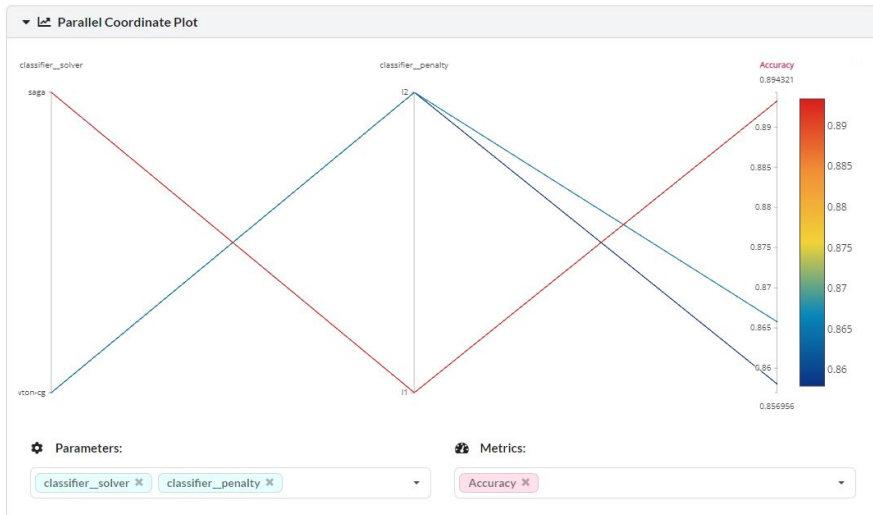 Parallel Coordinate Plot
classifier__solver
classifier__penalty
Accuracy
0.894321
saga
l2
0.89
0.885
0.88
0.875
0.87
0.865
0.86
0.856956
wton-cg
l1
0.89
0.885
0.88
0.875
0.87
0.865
0.86
Parameters:
Metrics:
classifier__solver × classifier__penalty ×
Accuracy ×